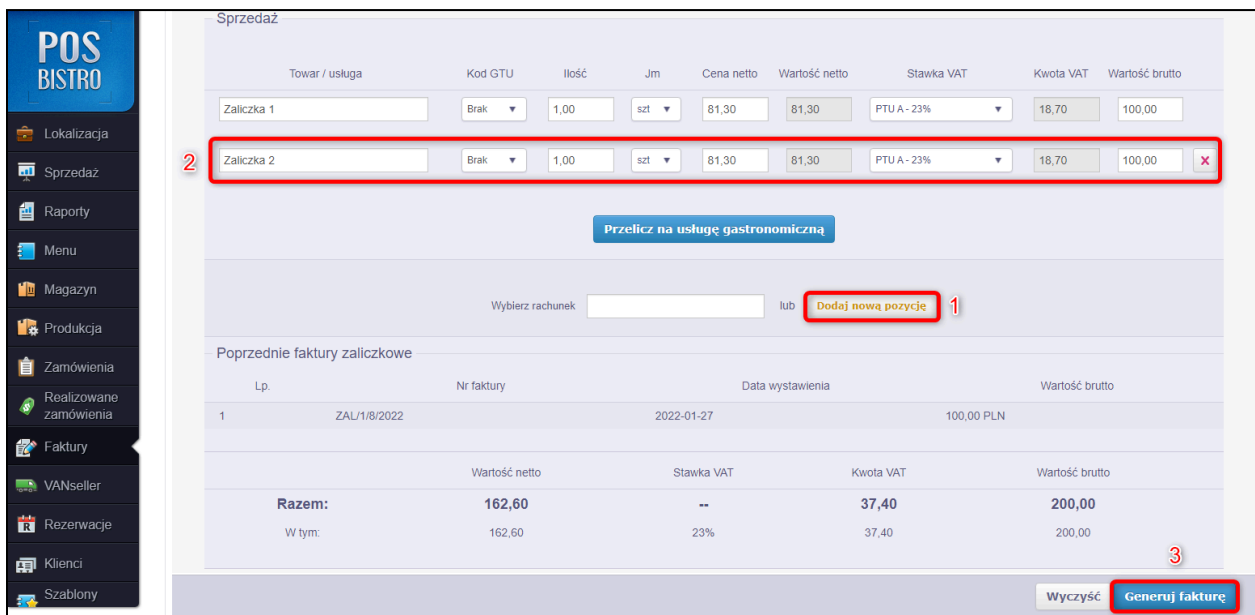 POS
BISTRO
Lokalizacja
Sprzedaż
Raporty
Menu
Magazyn
Produkcja
Zamówienia
Realizowane
zamówienia
Faktury
VANseller
Rezerwacje
Klienci
Szablony
Sprzedaż
Towar / usługa Kod GTU Ilość Jm Cena netto Wartość netto Stawka VAT Kwota VAT Wartość brutto
Zaliczka 1 Brak 1,00 szt 81,30 81,30 PTU A - 23% 18,70 100,00
2 Zaliczka 2 Brak 1,00 szt 81,30 81,30 PTU A - 23% 18,70 100,00 x
Przelicz na usługę gastronomiczną
Wybierz rachunek lub Dodaj nową pozycję 1
Poprzednie faktury zaliczkowe
Lp. Nr faktury Data wystawienia Wartość brutto
1 ZAL/1/8/2022 2022-01-27 100,00 PLN
Wartość netto Stawka VAT Kwota VAT Wartość brutto
Razem: 162,60 -- 37,40 200,00
W tym: 162,60 23% 37,40 200,00
3
Wyczyść Generuj fakturę